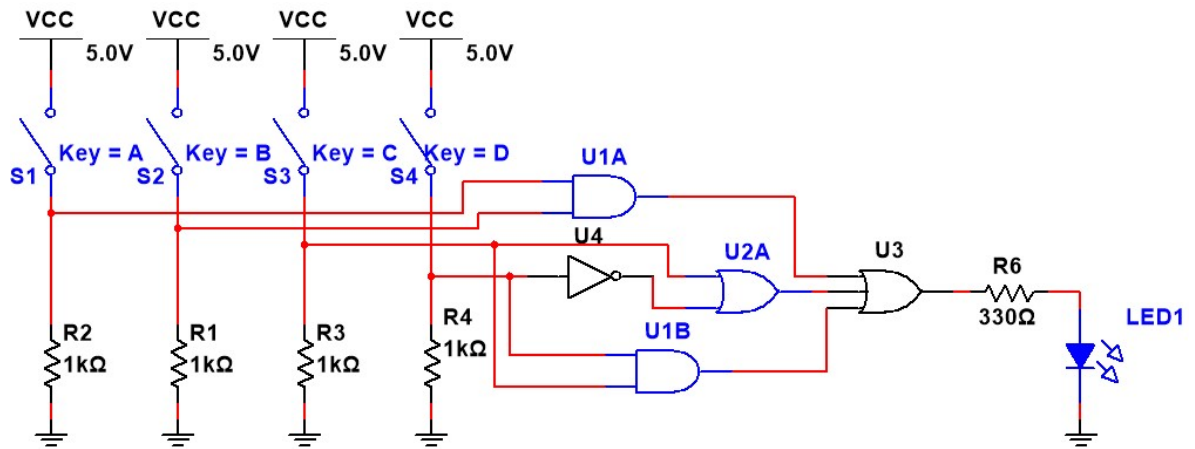 VCC VCC VCC VCC
5.0V 5.0V 5.0V 5.0V
Key = A Key = B Key = C Key = D
S1 S2 S3 S4
U1A
U4
U2A
U3
R6
330Ω
LED1
R2
1kΩ
R1
1kΩ
R3
1kΩ
R4
1kΩ
U1B